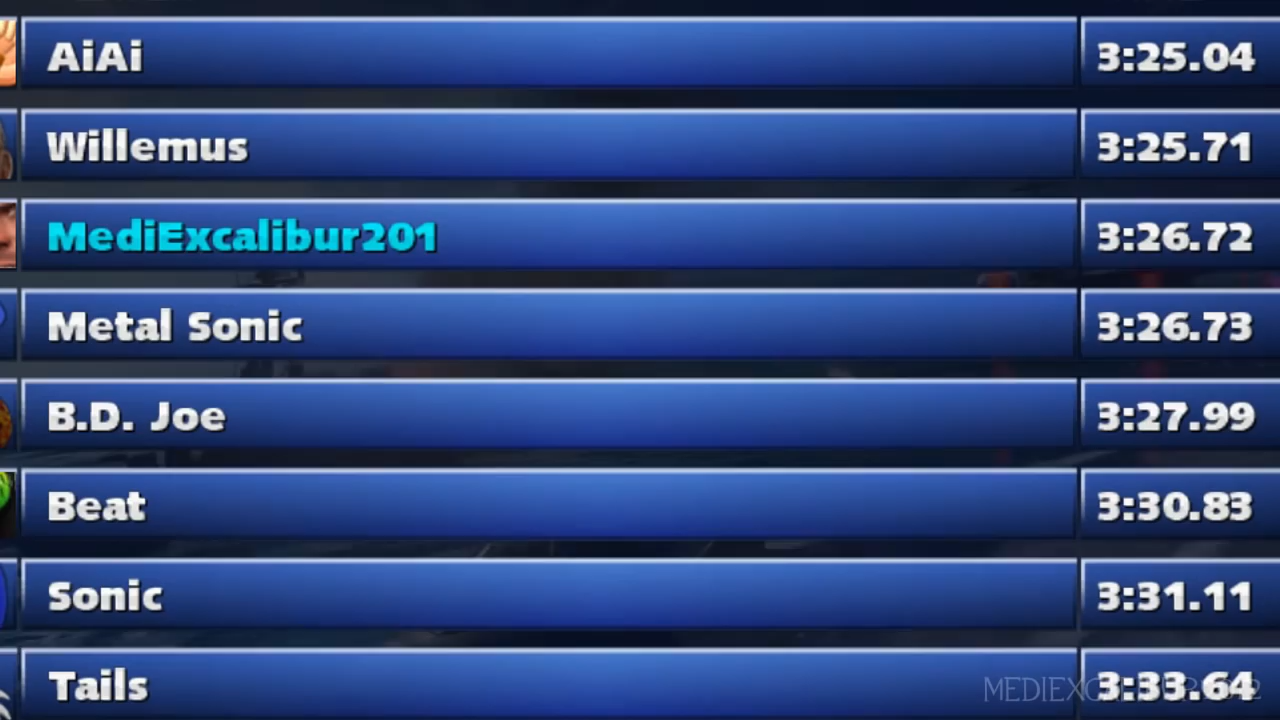 AiAi 3:25.04
Willemus 3:25.71
MediExcalibur201 3:26.72
Metal Sonic 3:26.73
B.D. Joe 3:27.99
Beat 3:30.83
Sonic 3:31.11
Tails 3:33.64